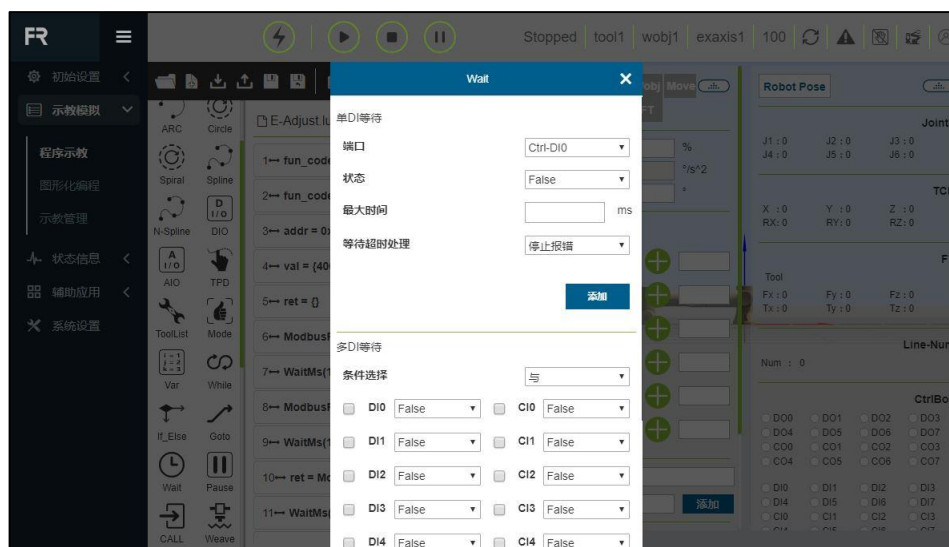 FR
Stopped tool1 wobj1 exaxis1 100
初始设置
示教模拟
程序示教
图形化编程
示教管理
状态信息
辅助应用
系统设置
ARC Circle
Spiral Spline
N-Spline DIO
AIO TPD
ToolList Mode
Var While
If_Else Goto
Wait Pause
CALL Weave
E-Adjust.lu
1 fun_code
2 fun_code
3 addr = 0
4 val = {40
5 ret = {}
6 Modbus
7 WaitMs(1
8 Modbus
9 WaitMs(1
10 ret = Mo
11 WaitMs(
Wait
单DI等待
端口 Ctrl-DI0
状态 False
最大时间 ms
等待超时处理 停止报错
添加
多DI等待
条件选择 与
DI0 False CI0 False
DI1 False CI1 False
DI2 False CI2 False
DI3 False CI3 False
DI4 False CI4 False
Move
FT
%
°/s^2
°
添加
Robot Pose
Joint
J1 : 0 J2 : 0 J3 : 0
J4 : 0 J5 : 0 J6 : 0
TC
X : 0 Y : 0 Z : 0
RX: 0 RY: 0 RZ: 0
F
Tool
Fx : 0 Fy : 0 Fz : 0
Tx : 0 Ty : 0 Tz : 0
Line-Num
Num : 0
CtrlBo
DO0 DO1 DO2 DO3
DO4 DO5 DO6 DO7
CO0 CO1 CO2 CO3
CO4 CO5 CO6 CO7
DI0 DI1 DI2 DI3
DI4 DI5 DI6 DI7
CI0 CI1 CI2 CI3